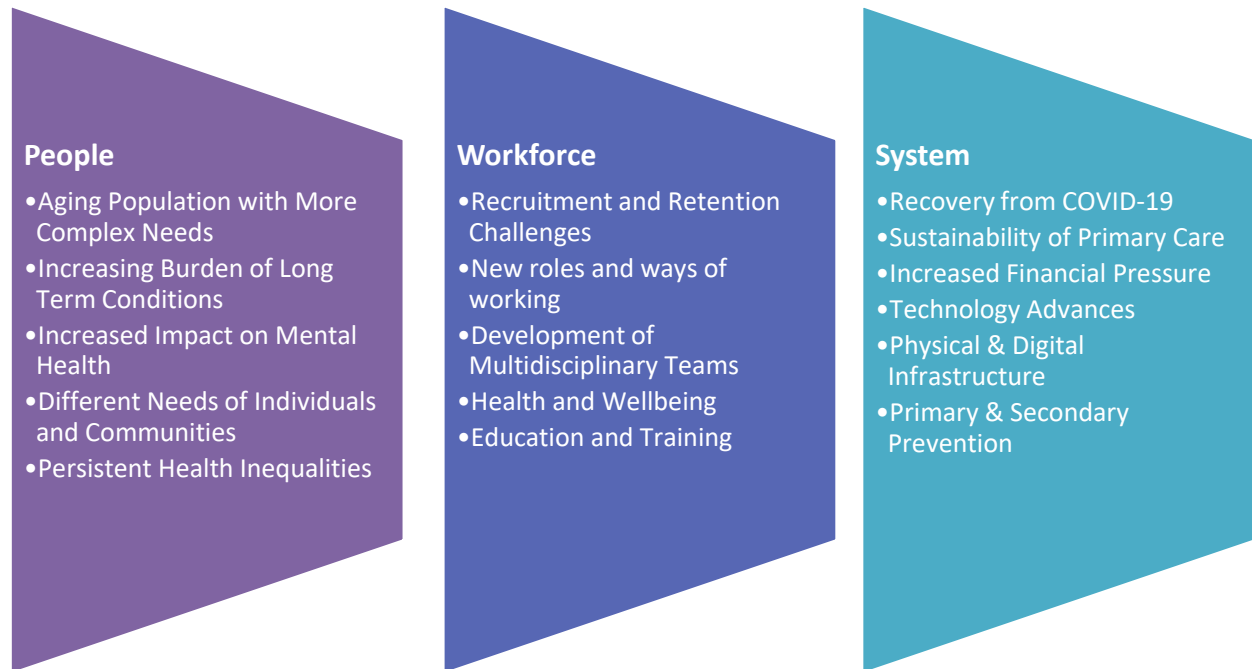 People
•Aging Population with More
Complex Needs
•Increasing Burden of Long
Term Conditions
•Increased Impact on Mental
Health
•Different Needs of Individuals
and Communities
•Persistent Health Inequalities
Workforce
•Recruitment and Retention
Challenges
•New roles and ways of
working
•Development of
Multidisciplinary Teams
•Health and Wellbeing
•Education and Training
System
•Recovery from COVID-19
•Sustainability of Primary Care
•Increased Financial Pressure
•Technology Advances
•Physical & Digital
Infrastructure
•Primary & Secondary
Prevention